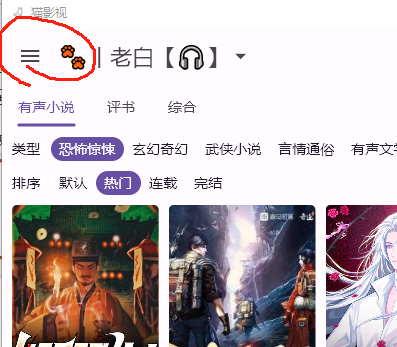 猫影视
| 老白【🎧】
有声小说 评书 综合
类型 恐怖惊悚 玄幻奇幻 武侠小说 言情通俗 有声文学
排序 默认 热门 连载 完结